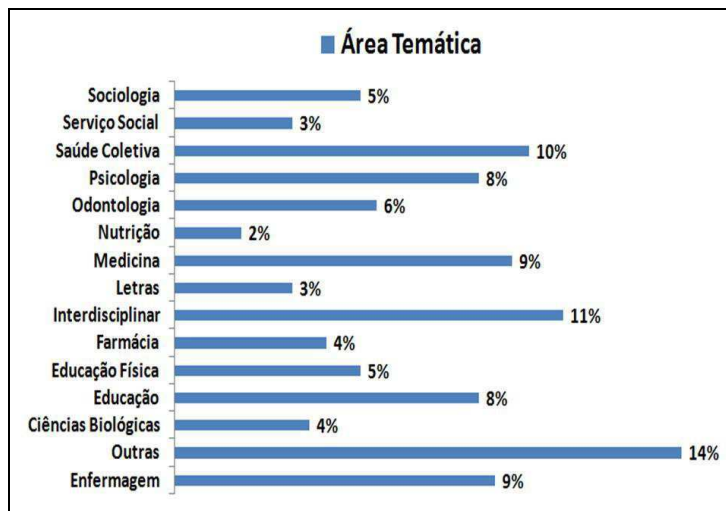 Área Temática
Sociologia 5%
Serviço Social 3%
Saúde Coletiva 10%
Psicologia 8%
Odontologia 6%
Nutrição 2%
Medicina 9%
Letras 3%
Interdisciplinar 11%
Farmácia 4%
Educação Física 5%
Educação 8%
Ciências Biológicas 4%
Outras 14%
Enfermagem 9%